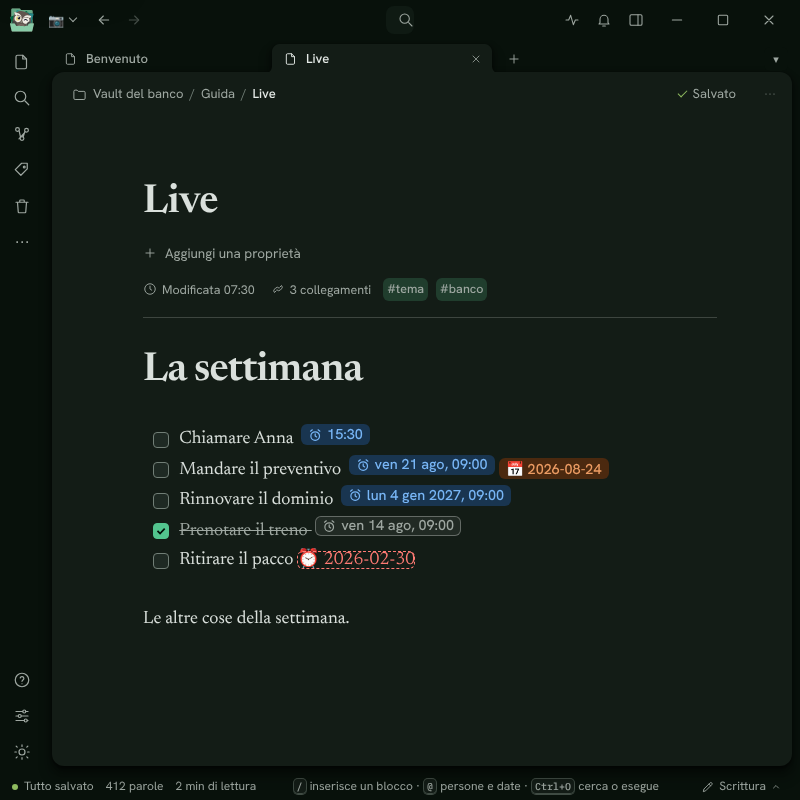 Benvenuto
Live
Vault del banco / Guida / Live
Salvato
Live
Aggiungi una proprietà
Modificata 07:30 3 collegamenti #tema #banco
La settimana
Chiamare Anna 15:30
Mandare il preventivo ven 21 ago, 09:00 2026-08-24
Rinnovare il dominio lun 4 gen 2027, 09:00
Prenotare il treno ven 14 ago, 09:00
Ritirare il pacco ⏰ 2026-02-30
Le altre cose della settimana.
Tutto salvato 412 parole 2 min di lettura / inserisce un blocco · @ persone e date · Ctrl+O cerca o esegue Scrittura